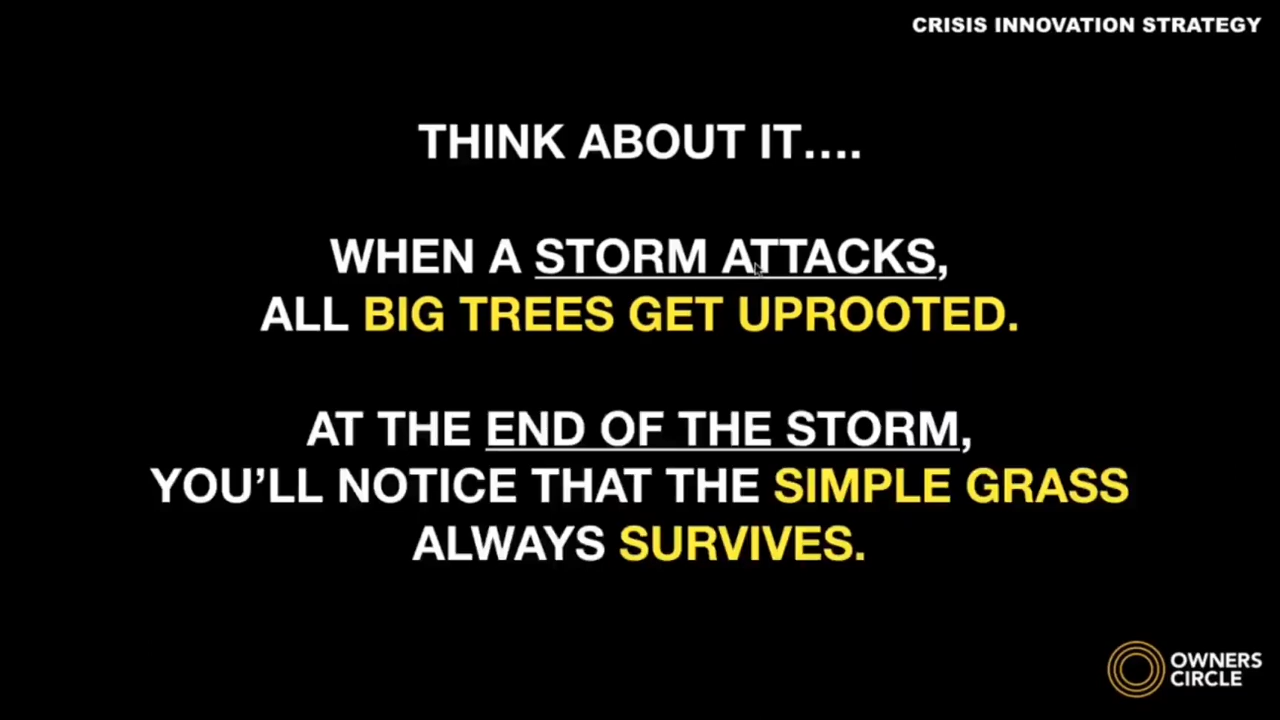 CRISIS INNOVATION STRATEGY
THINK ABOUT IT....
WHEN A STORM ATTACKS,
ALL BIG TREES GET UPROOTED.
AT THE END OF THE STORM,
YOU’LL NOTICE THAT THE SIMPLE GRASS
ALWAYS SURVIVES.
OWNERS
CIRCLE